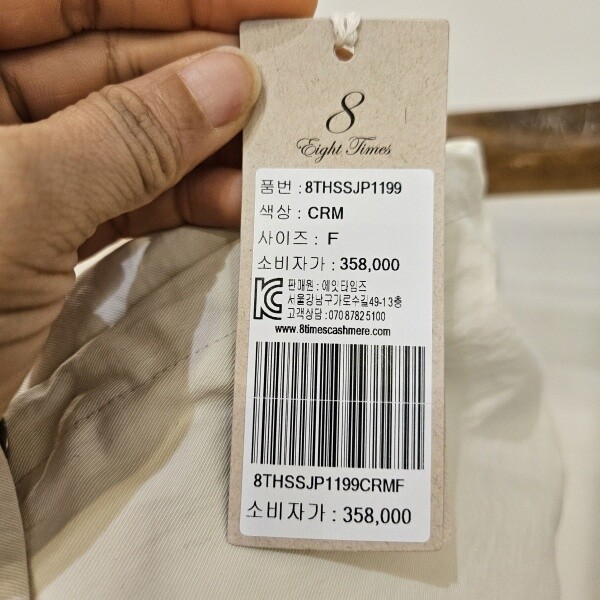 8
Eight Times
품번 : 8THSSJP1199
색상 : CRM
사이즈 : F
소비자가 : 358,000
판매원 : 에잇타임즈
서울강남구가로수길49-1 3층
고객상담 : 070 8782 5100
www.8timescashmere.com
8THSSJP1199CRMF
소비자가 : 358,000